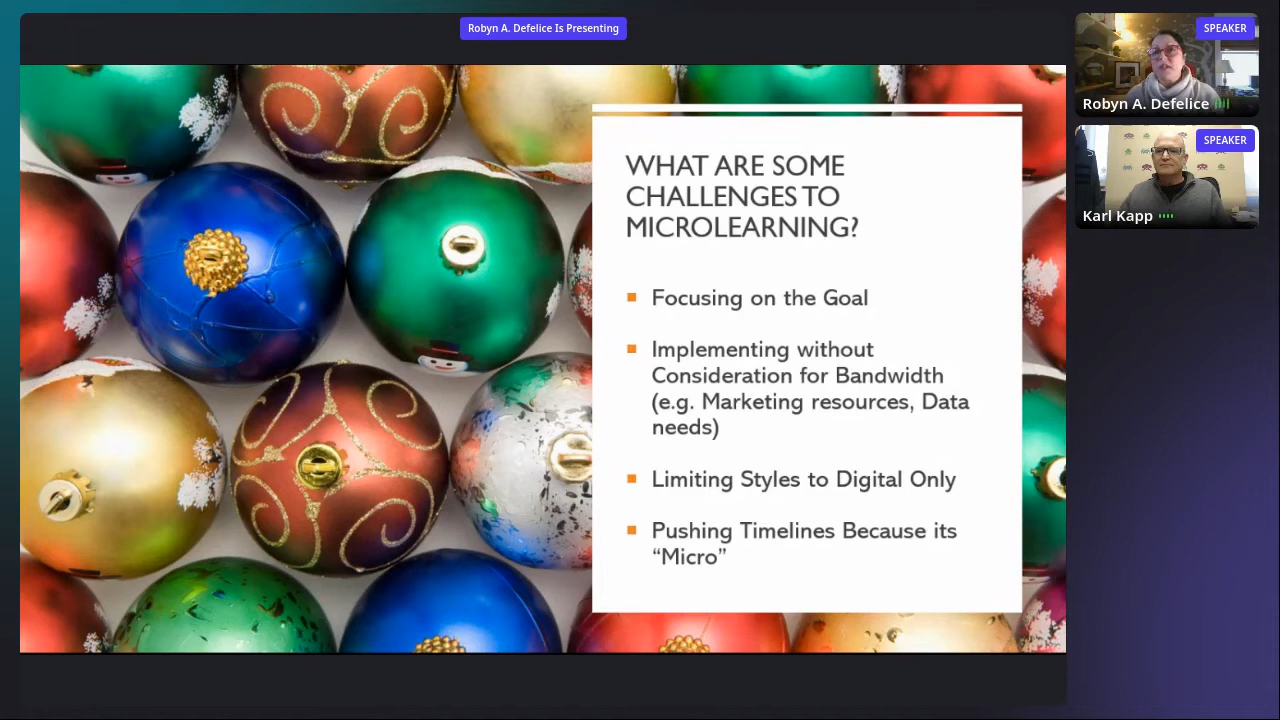 Robyn A. Defelice Is Presenting
SPEAKER
Robyn A. Defelice
SPEAKER
Karl Kapp
WHAT ARE SOME
CHALLENGES TO
MICROLEARNING?
Focusing on the Goal
Implementing without
Consideration for Bandwidth
(e.g. Marketing resources, Data
needs)
Limiting Styles to Digital Only
Pushing Timelines Because its
“Micro”